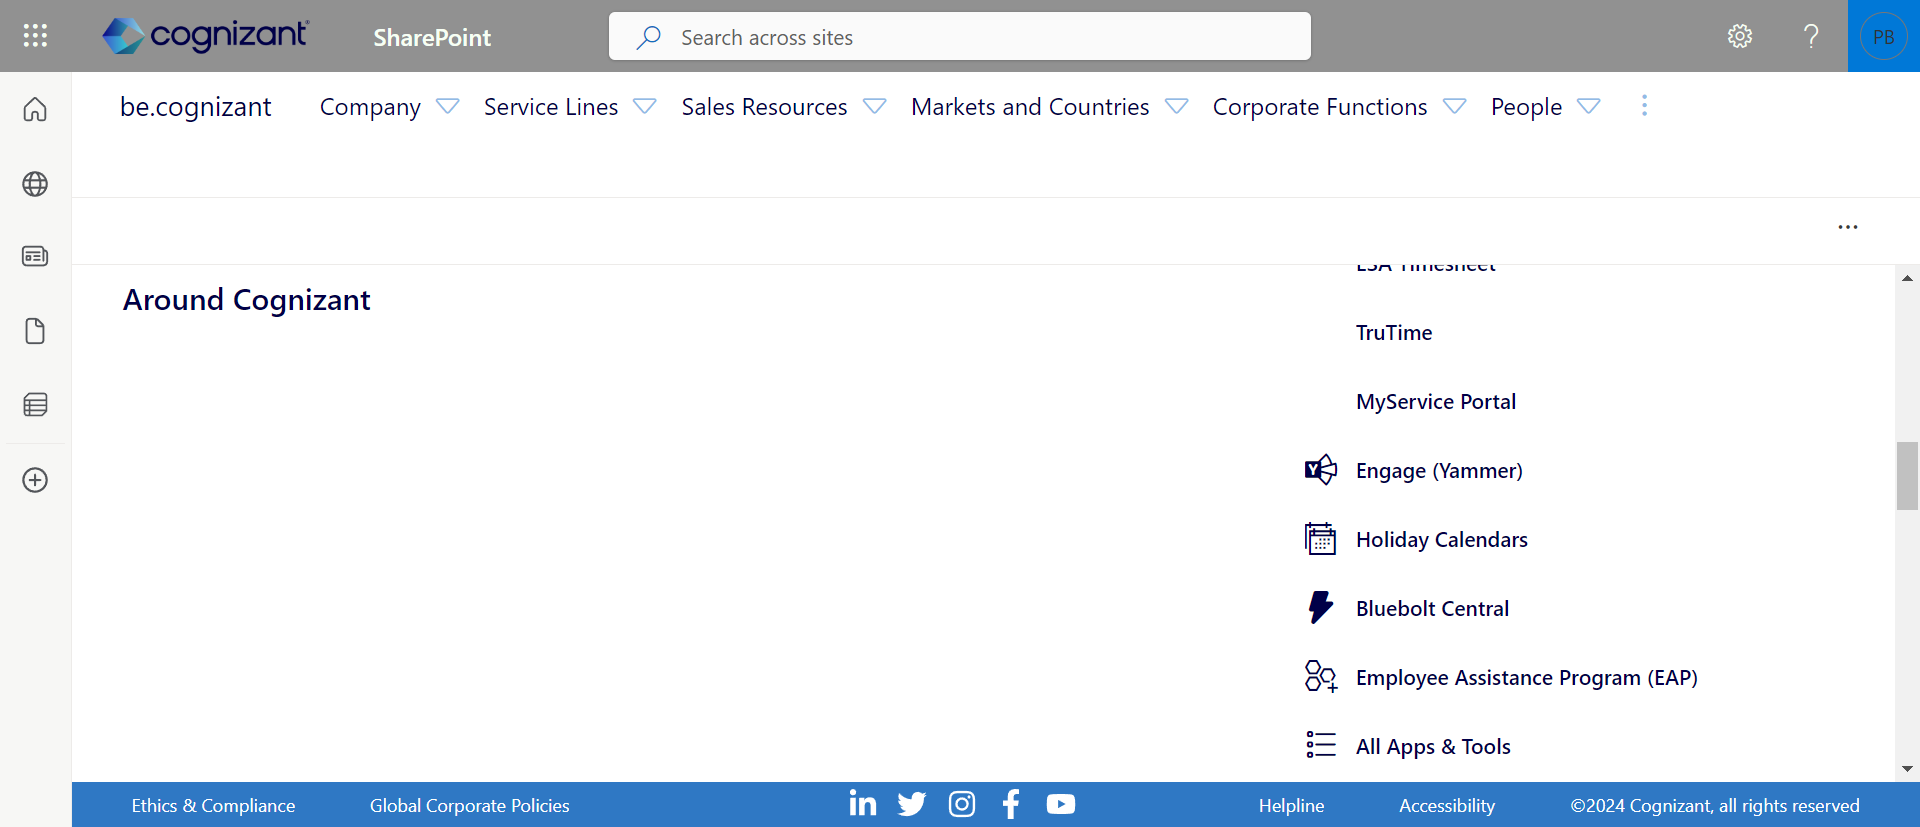 cognizant
SharePoint
Search across sites
PB
be.cognizant
Company
Service Lines
Sales Resources
Markets and Countries
Corporate Functions
People
Around Cognizant
ESA Timesheet
TruTime
MyService Portal
Y
Engage (Yammer)
Holiday Calendars
Bluebolt Central
Employee Assistance Program (EAP)
All Apps & Tools
Ethics & Compliance
Global Corporate Policies
Helpline
Accessibility
©2024 Cognizant, all rights reserved